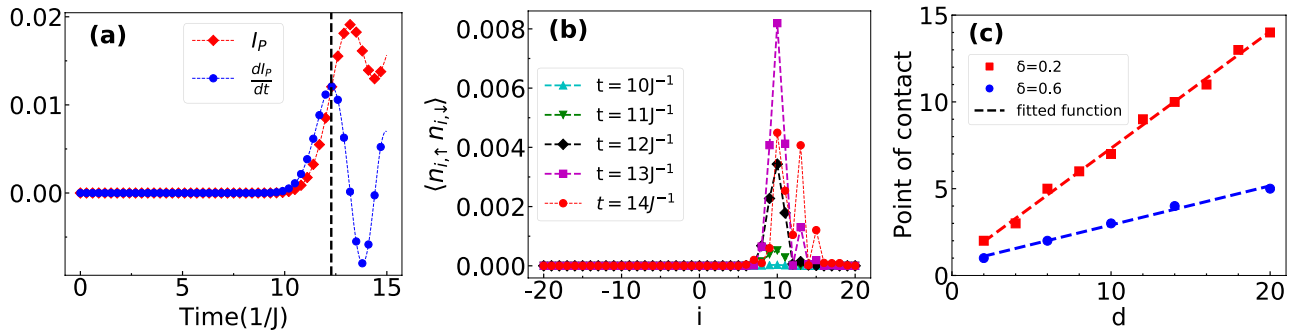 (a)
I_P
dI_P
dt
0.02
0.01
0.00
0
5
10
15
Time(1/J)
(b)
t = 10J⁻¹
t = 11J⁻¹
t = 12J⁻¹
t = 13J⁻¹
t = 14J⁻¹
⟨n_{i,↑} n_{i,↓}⟩
0.008
0.006
0.004
0.002
0.000
-20
-10
0
10
20
i
(c)
δ=0.2
δ=0.6
fitted function
Point of contact
15
10
5
0
0
10
20
d